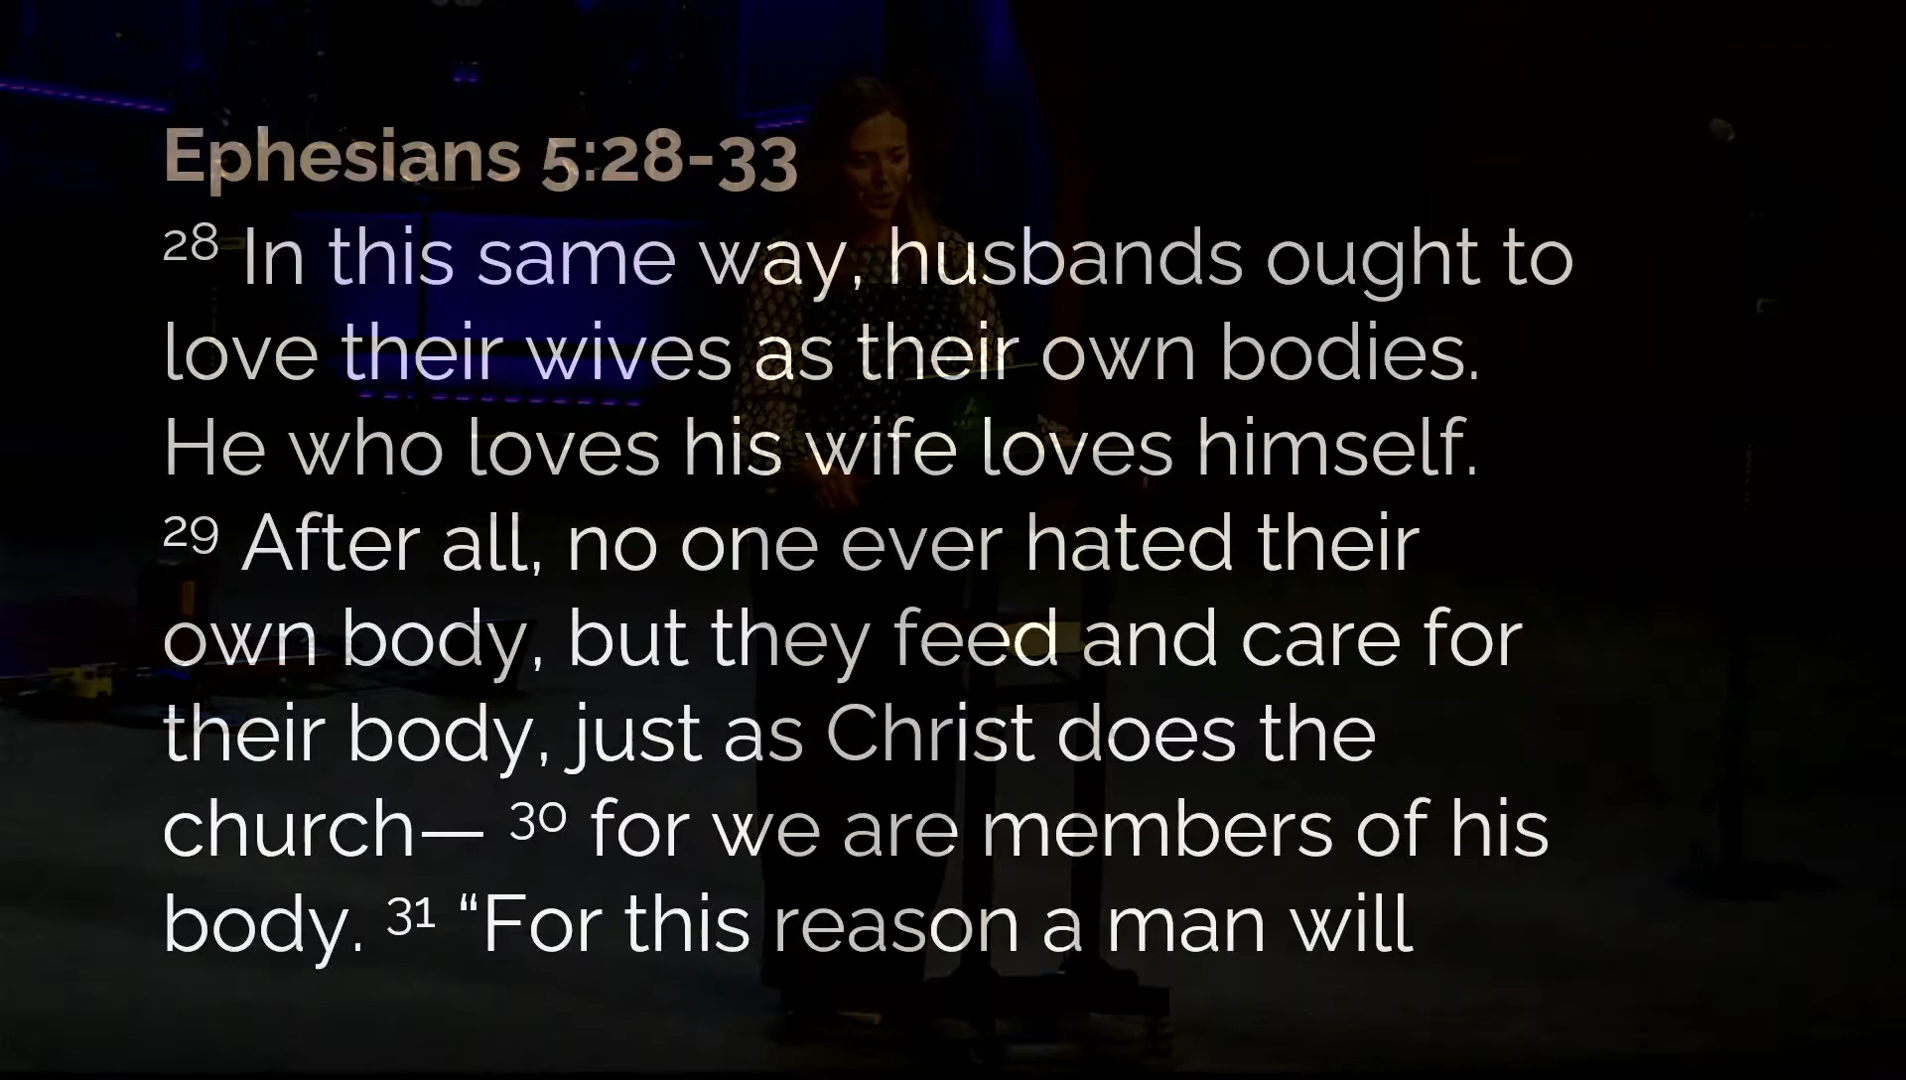 Ephesians 5:28-33
28 In this same way, husbands ought to
love their wives as their own bodies.
He who loves his wife loves himself.
29 After all, no one ever hated their
own body, but they feed and care for
their body, just as Christ does the
church— 30 for we are members of his
body. 31 “For this reason a man will